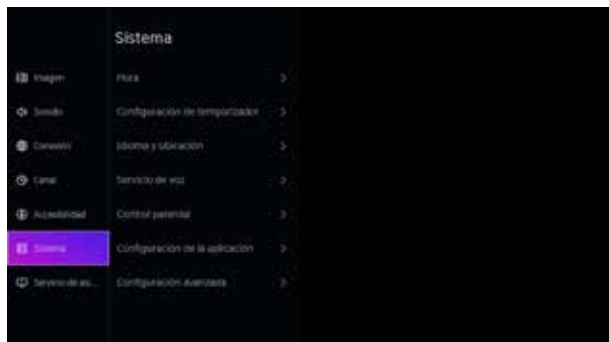 Sistema
Imagen
Sonido
Conexión
Canal
Accesibilidad
Sistema
Servicio de as...
Hora
Configuración de temporizador
Idioma y ubicación
Servicio de voz
Control parental
Configuración de la aplicación
Configuración avanzada